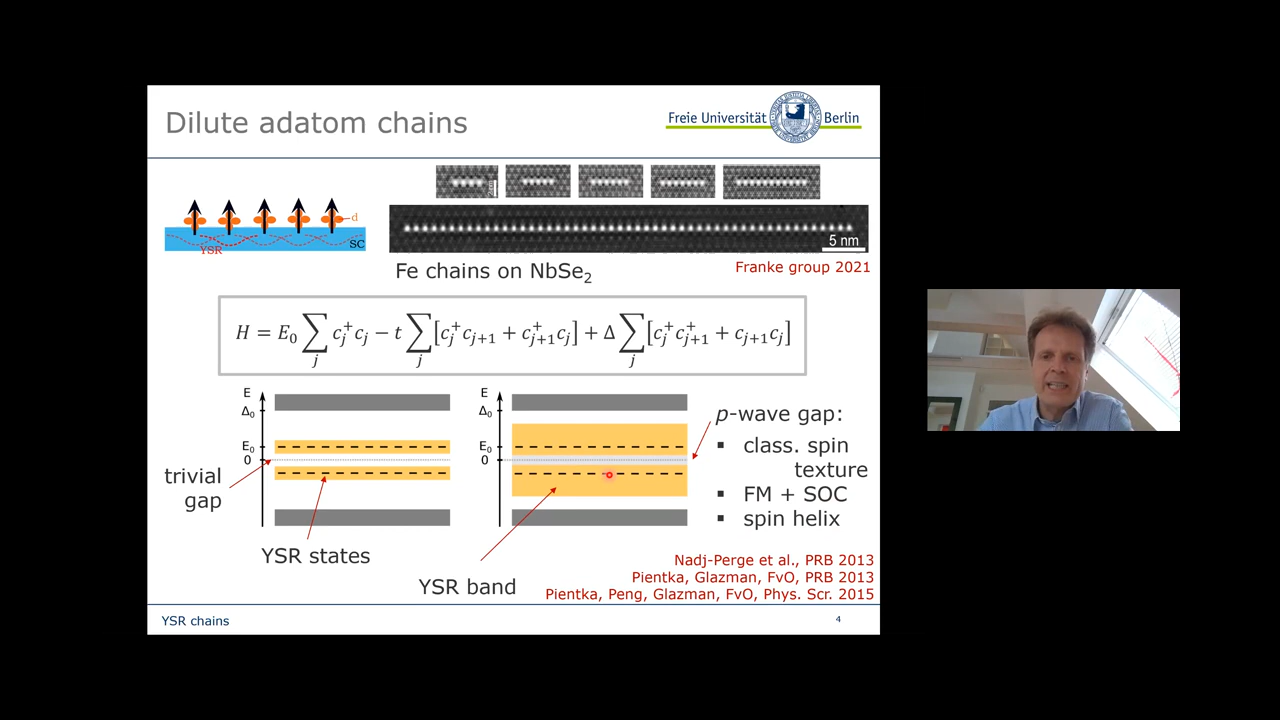 Dilute adatom chains
Freie Universität Berlin
d
YSR
SC
5 nm
Fe chains on NbSe₂
Franke group 2021
H = E₀ ∑ⱼ cⱼ⁺cⱼ − t ∑ⱼ [cⱼ⁺cⱼ₊₁ + cⱼ₊₁⁺cⱼ] + Δ ∑ⱼ [cⱼ⁺cⱼ₊₁⁺ + cⱼ₊₁cⱼ]
E
Δ₀
E₀
0
trivial
gap
YSR states
E
Δ₀
E₀
0
YSR band
p-wave gap:
▪ class. spin
texture
▪ FM + SOC
▪ spin helix
Nadj-Perge et al., PRB 2013
Pientka, Glazman, FvO, PRB 2013
Pientka, Peng, Glazman, FvO, Phys. Scr. 2015
YSR chains
4